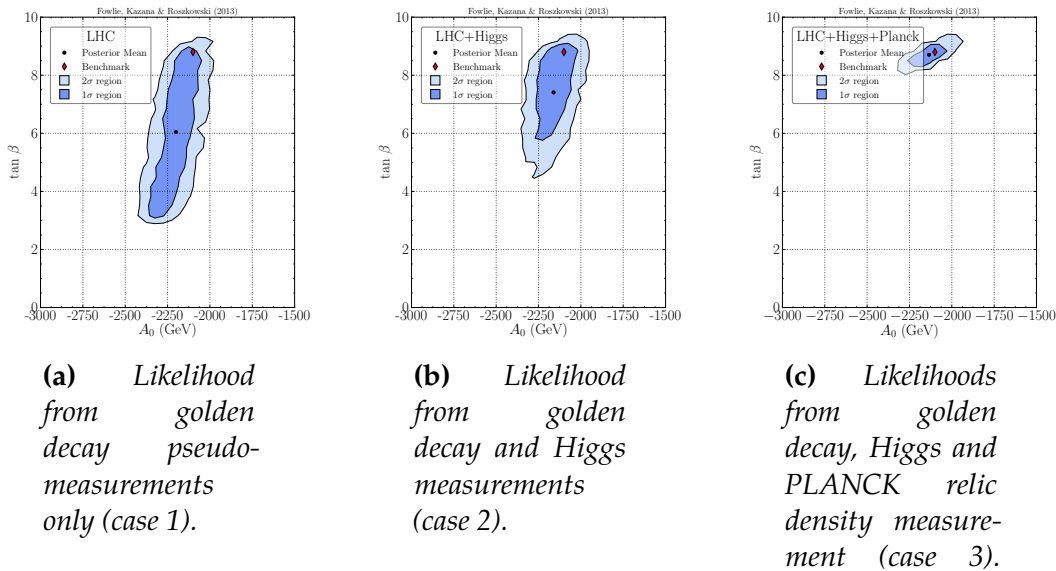 Fowlie, Kazana & Roszkowski (2013)
10
8
6
4
2
0
tan β
LHC
Posterior Mean
Benchmark
2σ region
1σ region
-3000 -2750 -2500 -2250 -2000 -1750 -1500
A₀ (GeV)
(a) Likelihood
from golden
decay pseudo-
measurements
only (case 1).
Fowlie, Kazana & Roszkowski (2013)
10
8
6
4
2
0
tan β
LHC+Higgs
Posterior Mean
Benchmark
2σ region
1σ region
-3000 -2750 -2500 -2250 -2000 -1750 -1500
A₀ (GeV)
(b) Likelihood
from golden
decay and Higgs
measurements
(case 2).
Fowlie, Kazana & Roszkowski (2013)
10
8
6
4
2
0
tan β
LHC+Higgs+Planck
Posterior Mean
Benchmark
2σ region
1σ region
−3000 −2750 −2500 −2250 −2000 −1750 −1500
A₀ (GeV)
(c) Likelihoods
from golden
decay, Higgs and
PLANCK relic
density measure-
ment (case 3).